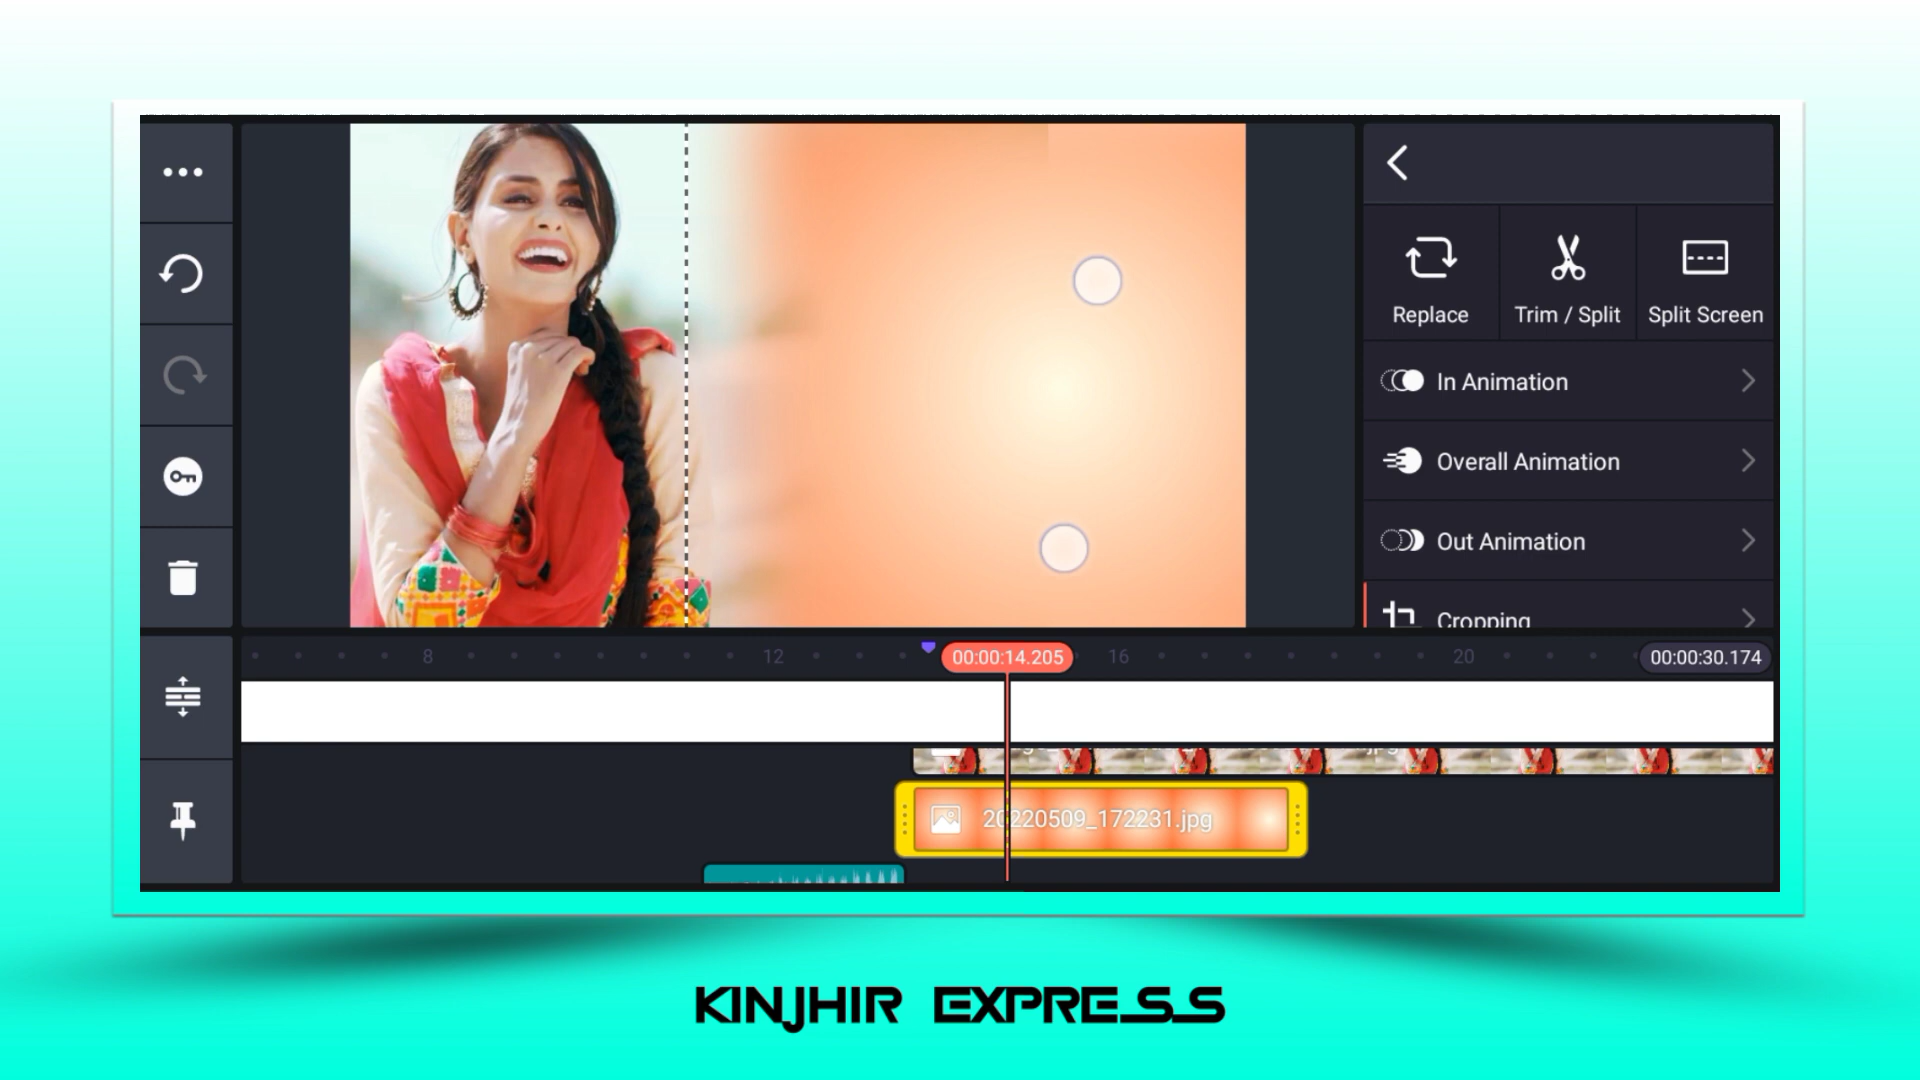 Replace
Trim / Split
Split Screen
In Animation
Overall Animation
Out Animation
Cropping
8
12
00:00:14.205
16
20
00:00:30.174
20220509_172231.jpg
KINJHIR EXPRESS